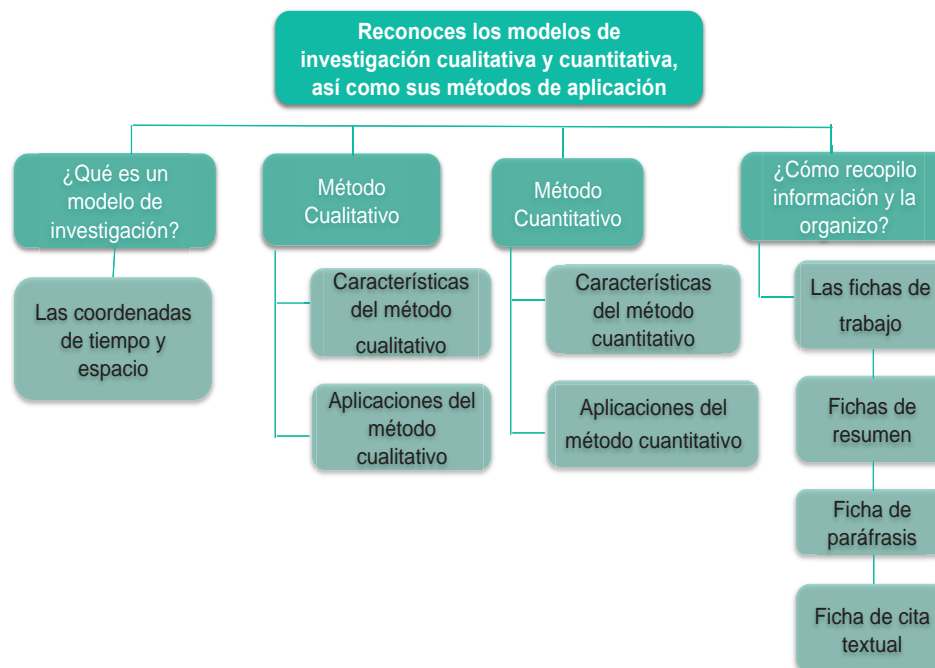 Reconoces los modelos de
investigación cualitativa y cuantitativa,
así como sus métodos de aplicación
¿Qué es un
modelo de
investigación?
Las coordenadas
de tiempo y
espacio
Método
Cualitativo
Características
del método
cualitativo
Aplicaciones del
método
cualitativo
Método
Cuantitativo
Características
del método
cuantitativo
Aplicaciones del
método cuantitativo
¿Cómo recopilo
información y la
organizo?
Las fichas de
trabajo
Fichas de
resumen
Ficha de
paráfrasis
Ficha de cita
textual